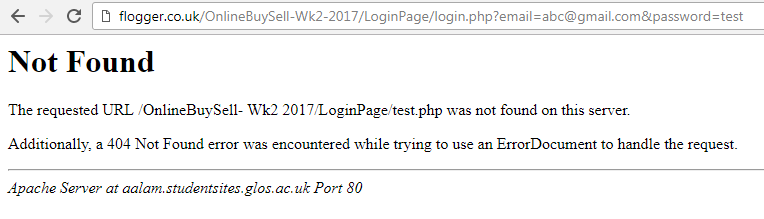 flogger.co.uk/OnlineBuySell-Wk2-2017/LoginPage/login.php?email=abc@gmail.com&password=test
Not Found
The requested URL /OnlineBuySell- Wk2 2017/LoginPage/test.php was not found on this server.
Additionally, a 404 Not Found error was encountered while trying to use an ErrorDocument to handle the request.
Apache Server at aalam.studentsites.glos.ac.uk Port 80